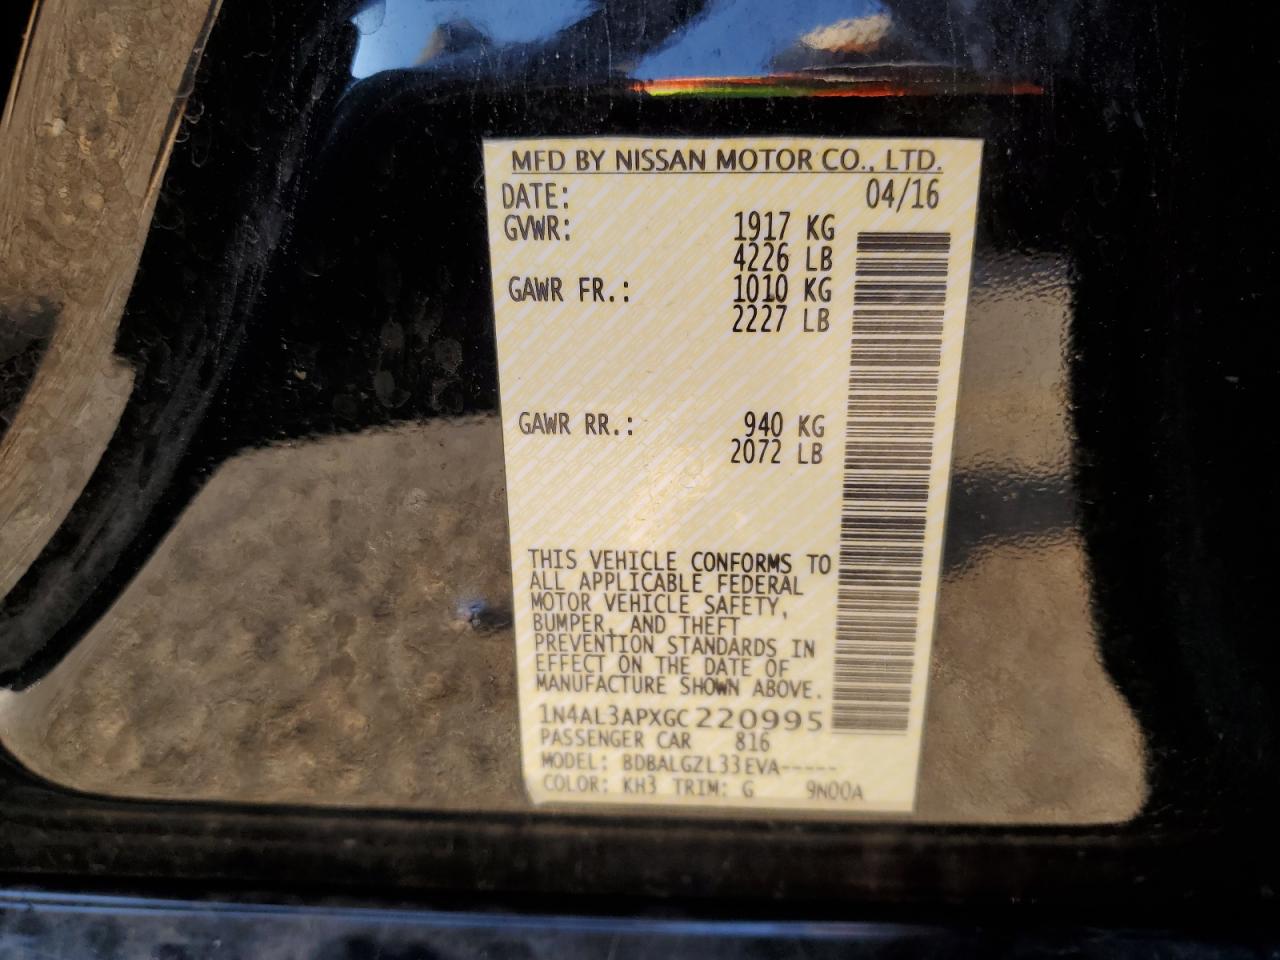 MFD BY NISSAN MOTOR CO., LTD.
DATE: 04/16
GVWR: 1917 KG
4226 LB
GAWR FR.: 1010 KG
2227 LB
GAWR RR.: 940 KG
2072 LB
THIS VEHICLE CONFORMS TO
ALL APPLICABLE FEDERAL
MOTOR VEHICLE SAFETY,
BUMPER, AND THEFT
PREVENTION STANDARDS IN
EFFECT ON THE DATE OF
MANUFACTURE SHOWN ABOVE.
1N4AL3APXGC220995
PASSENGER CAR 816
MODEL: BDBALGZL33EVA-----
COLOR: KH3 TRIM: G 9N00A